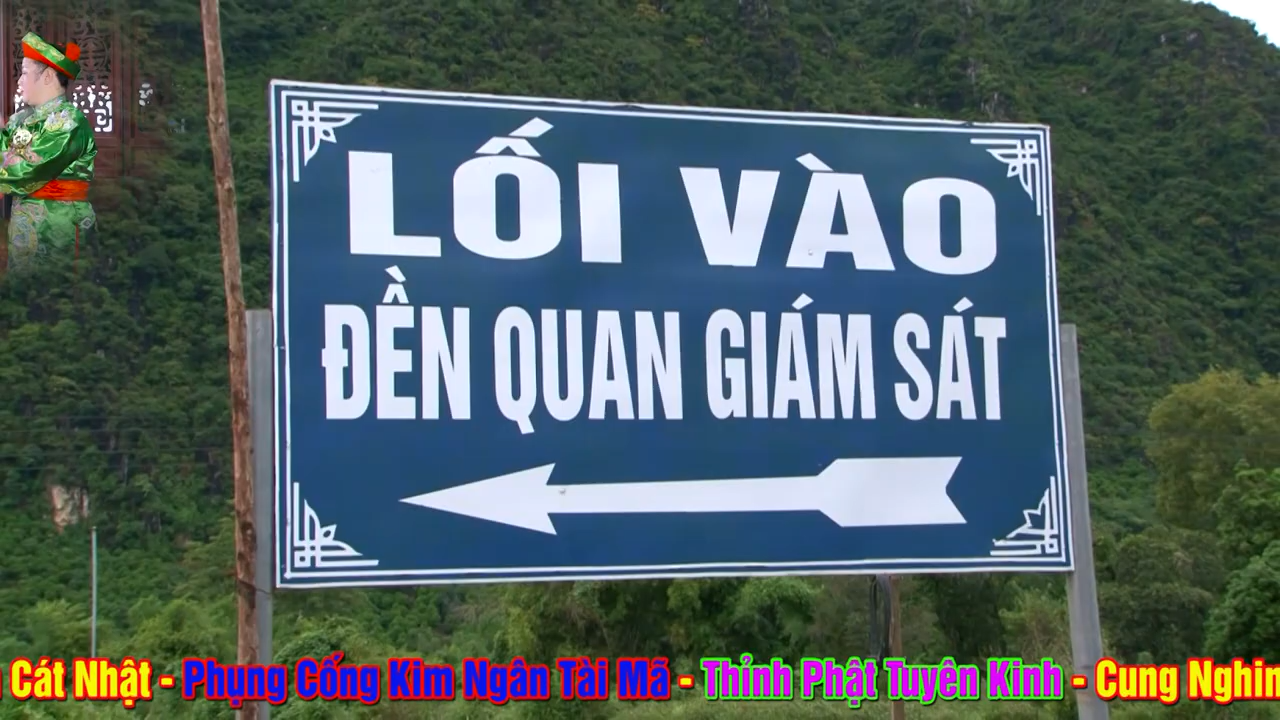 LỐI VÀO
ĐỀN QUAN GIÁM SÁT
Cát Nhật - Phụng Cống Kim Ngân Tài Mã - Thỉnh Phật Tuyên Kinh - Cung Nghin